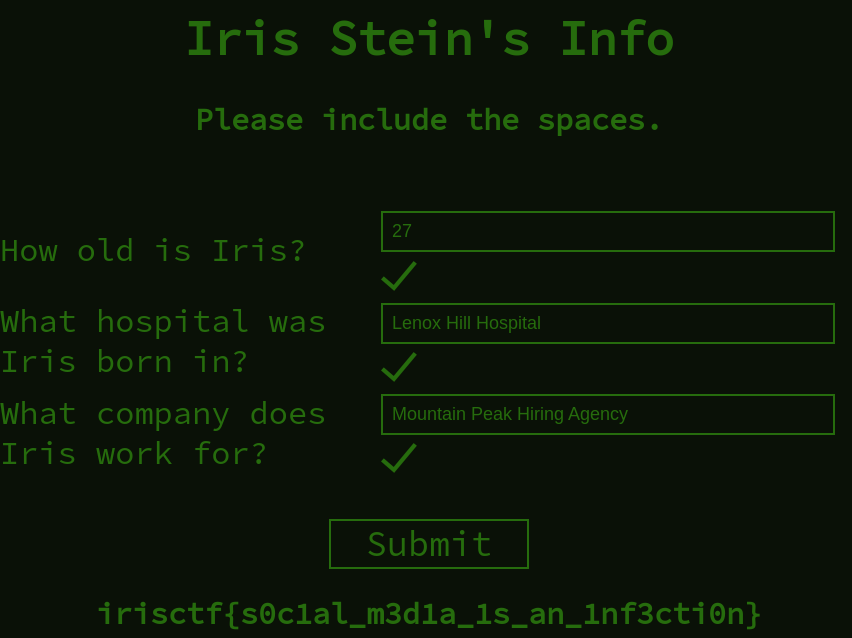 Iris Stein's Info
Please include the spaces.
How old is Iris?
27
What hospital was
Iris born in?
Lenox Hill Hospital
What company does
Iris work for?
Mountain Peak Hiring Agency
Submit
irisctf{s0c1al_m3d1a_1s_an_1nf3cti0n}